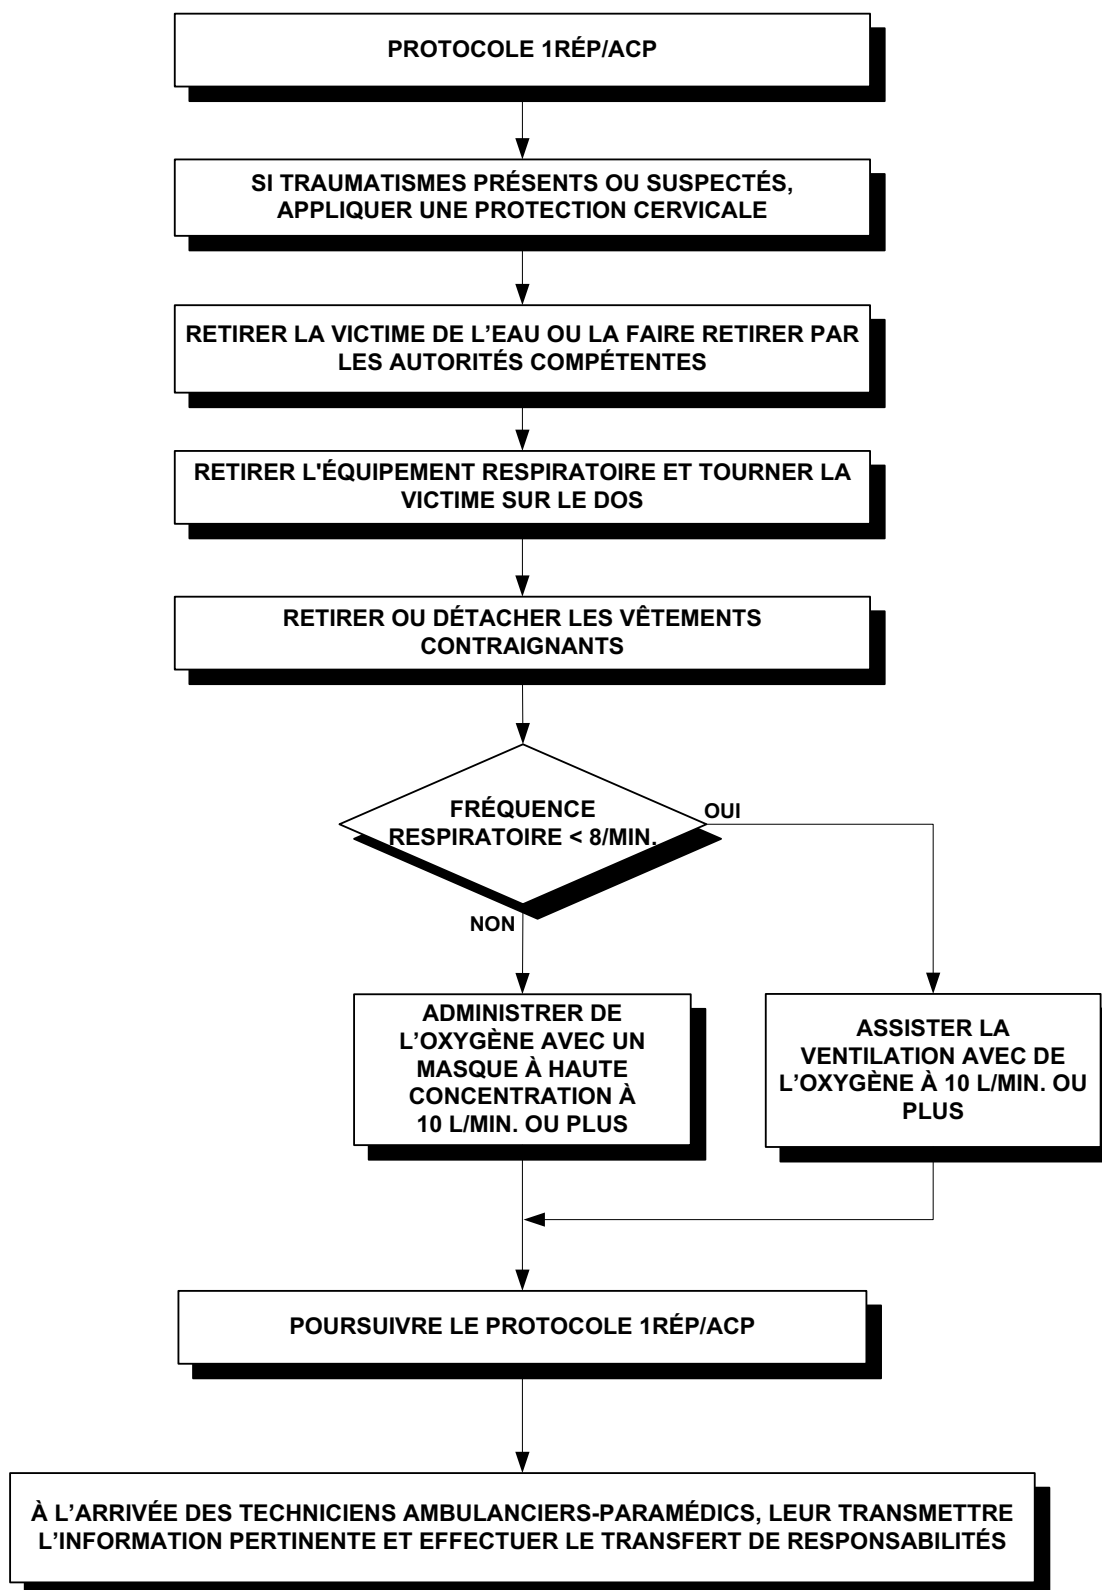 PROTOCOLE 1RÉP/ACP
SI TRAUMATISMES PRÉSENTS OU SUSPECTÉS,
APPLIQUER UNE PROTECTION CERVICALE
RETIRER LA VICTIME DE L’EAU OU LA FAIRE RETIRER PAR
LES AUTORITÉS COMPÉTENTES
RETIRER L'ÉQUIPEMENT RESPIRATOIRE ET TOURNER LA
VICTIME SUR LE DOS
RETIRER OU DÉTACHER LES VÊTEMENTS
CONTRAIGNANTS
FRÉQUENCE
RESPIRATOIRE < 8/MIN.
OUI
NON
ADMINISTRER DE
L’OXYGÈNE AVEC UN
MASQUE À HAUTE
CONCENTRATION À
10 L/MIN. OU PLUS
ASSISTER LA
VENTILATION AVEC DE
L’OXYGÈNE À 10 L/MIN. OU
PLUS
POURSUIVRE LE PROTOCOLE 1RÉP/ACP
À L’ARRIVÉE DES TECHNICIENS AMBULANCIERS-PARAMÉDICS, LEUR TRANSMETTRE
L’INFORMATION PERTINENTE ET EFFECTUER LE TRANSFERT DE RESPONSABILITÉS